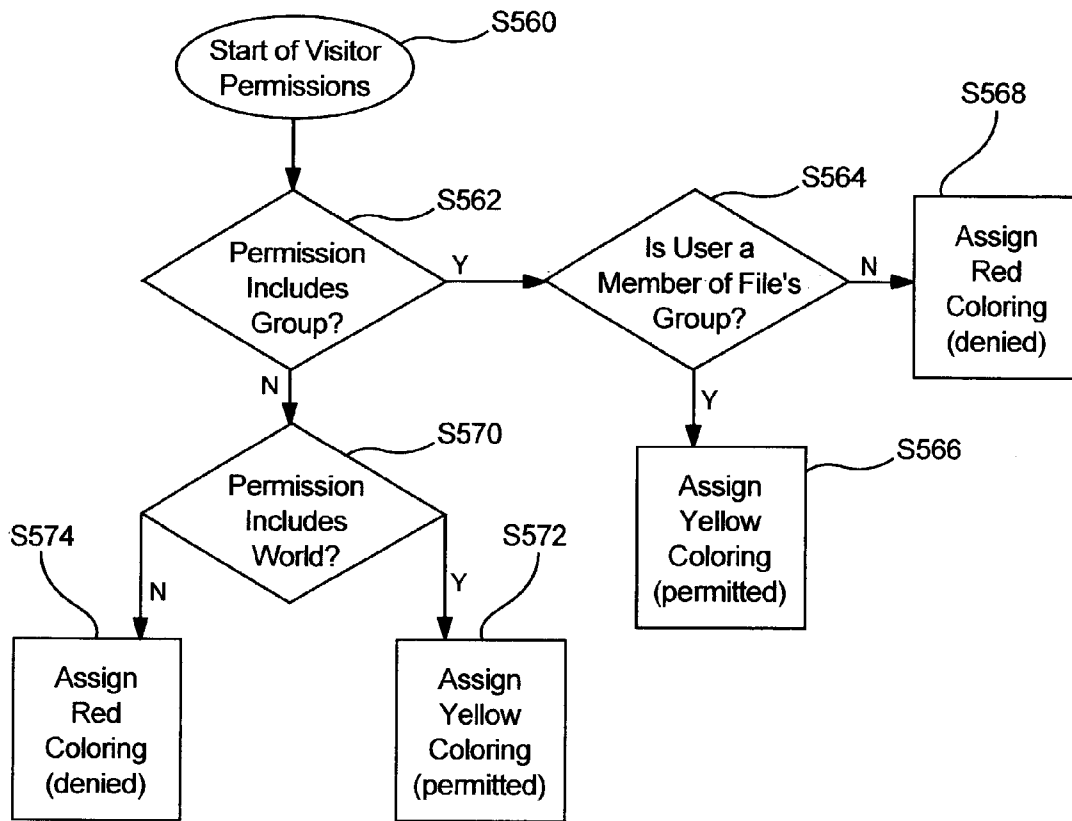 S560
Start of Visitor
Permissions
S568
S562
S564
Permission
Includes
Group?
Y
Is User a
Member of File's
Group?
N
Assign
Red
Coloring
(denied)
N
Y
S570
S566
Permission
Includes
World?
Assign
Yellow
Coloring
(permitted)
S574
S572
N
Y
Assign
Red
Coloring
(denied)
Assign
Yellow
Coloring
(permitted)